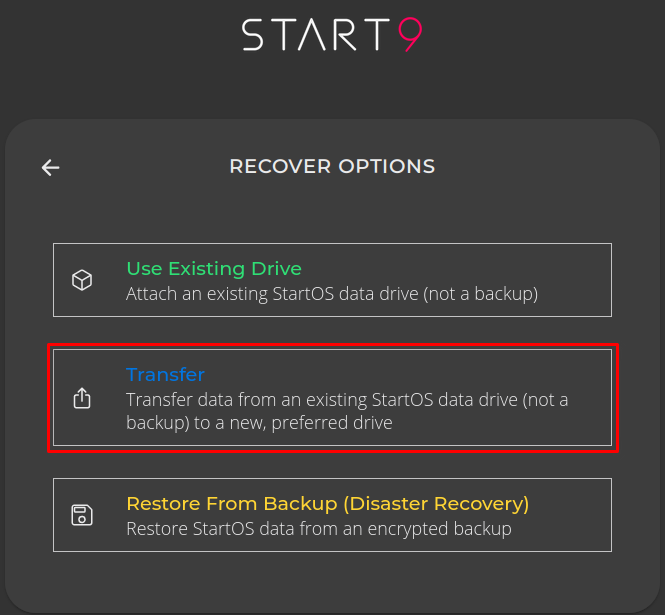 START9
RECOVER OPTIONS
Use Existing Drive
Attach an existing StartOS data drive (not a backup)
Transfer
Transfer data from an existing StartOS data drive (not a
backup) to a new, preferred drive
Restore From Backup (Disaster Recovery)
Restore StartOS data from an encrypted backup